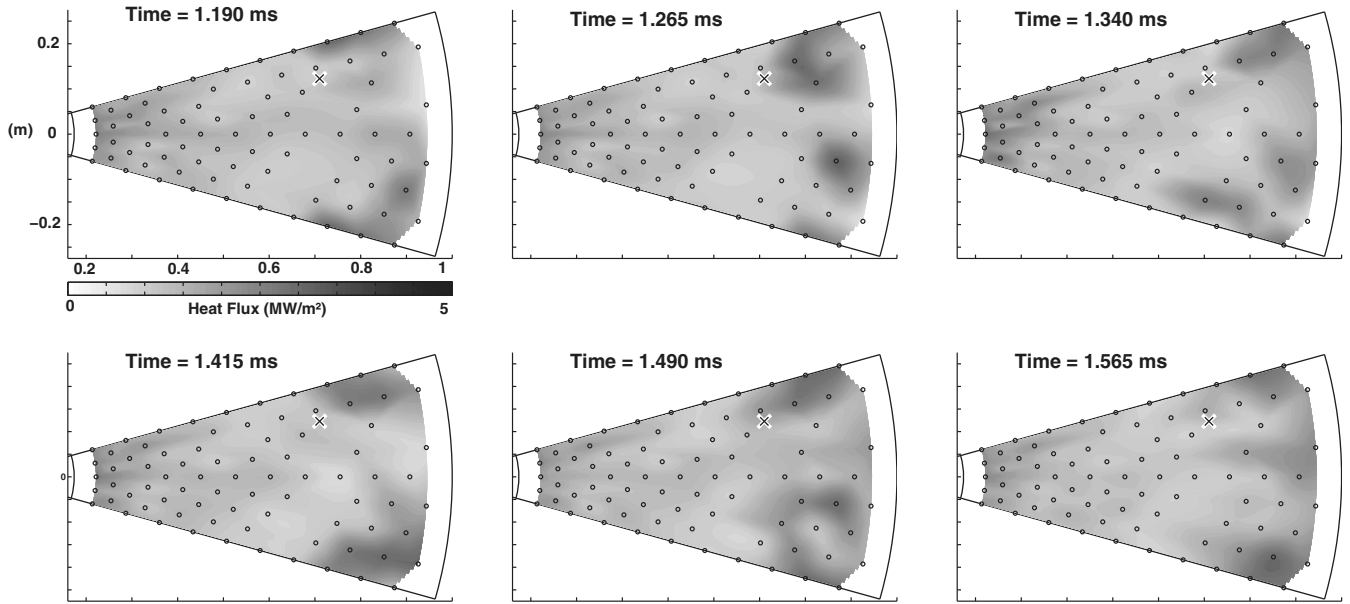 Time = 1.190 ms
Time = 1.265 ms
Time = 1.340 ms
0.2
(m) 0
−0.2
0.2 0.4 0.6 0.8 1
0 5
Heat Flux (MW/m²)
Time = 1.415 ms
Time = 1.490 ms
Time = 1.565 ms
0